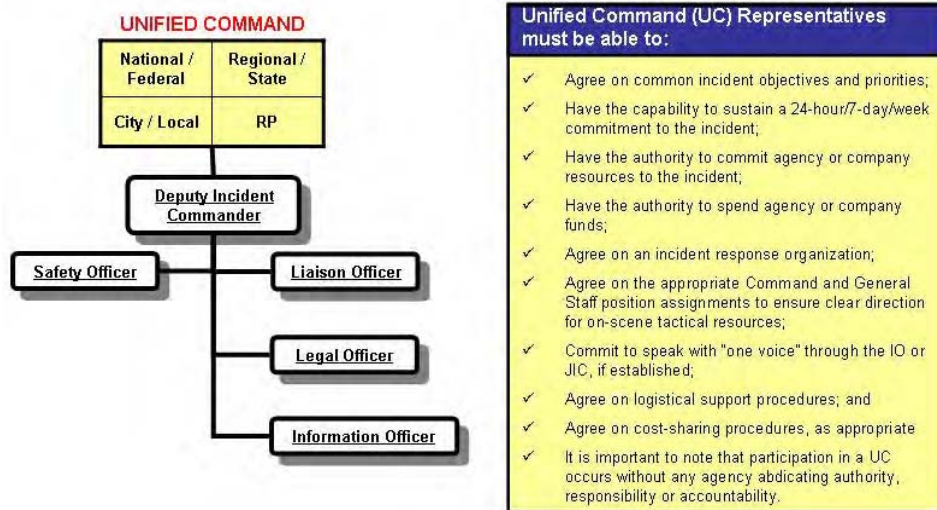 UNIFIED COMMAND
National / Federal
Regional / State
City / Local
RP
Deputy Incident
Commander
Safety Officer
Liaison Officer
Legal Officer
Information Officer
Unified Command (UC) Representatives
must be able to:
✓ Agree on common incident objectives and priorities;
✓ Have the capability to sustain a 24-hour/7-day/week
commitment to the incident;
✓ Have the authority to commit agency or company
resources to the incident;
✓ Have the authority to spend agency or company
funds;
✓ Agree on an incident response organization;
✓ Agree on the appropriate Command and General
Staff position assignments to ensure clear direction
for on-scene tactical resources;
✓ Commit to speak with "one voice" through the IO or
JIC, if established;
✓ Agree on logistical support procedures; and
✓ Agree on cost-sharing procedures, as appropriate
✓ It is important to note that participation in a UC
occurs without any agency abdicating authority,
responsibility or accountability.